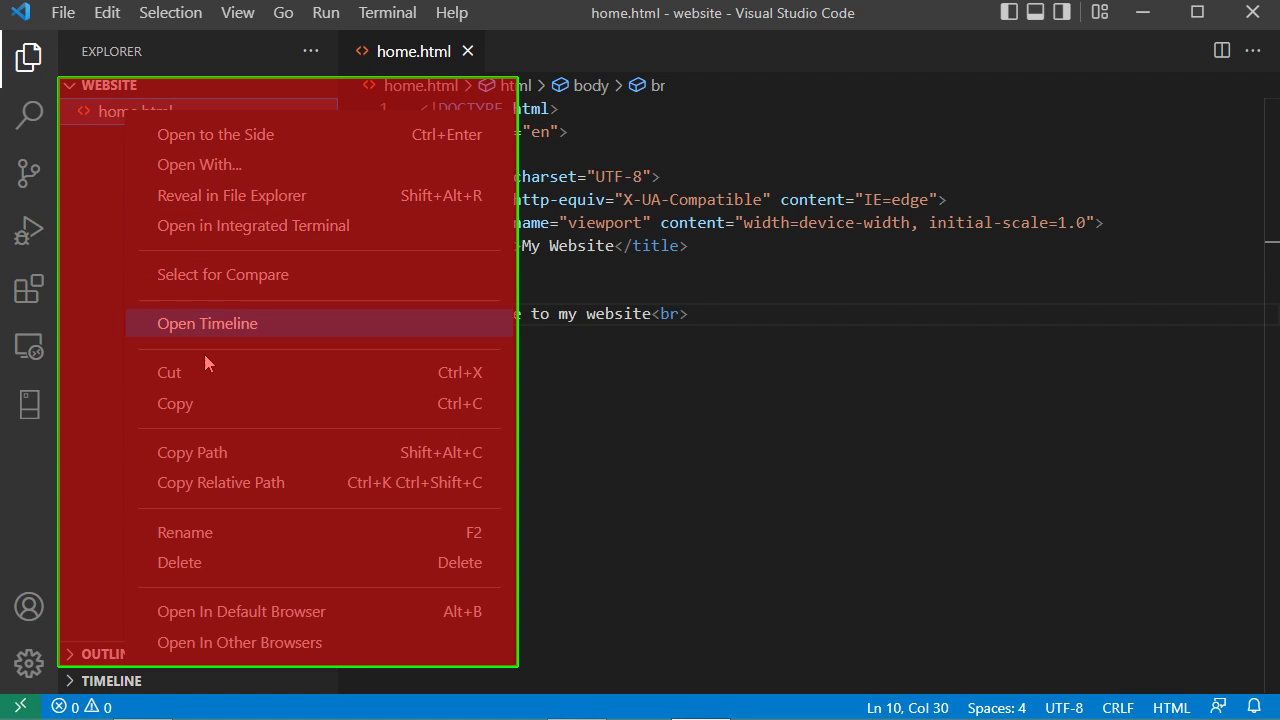 File Edit Selection View Go Run Terminal Help home.html - website - Visual Studio Code
EXPLORER
home.html
WEBSITE
home.html > html > body > br
home.html
1 <!DOCTYPE html>
="en">
charset="UTF-8">
http-equiv="X-UA-Compatible" content="IE=edge">
name="viewport" content="width=device-width, initial-scale=1.0">
>My Website</title>
e to my website<br>
Open to the Side Ctrl+Enter
Open With...
Reveal in File Explorer Shift+Alt+R
Open in Integrated Terminal
Select for Compare
Open Timeline
Cut Ctrl+X
Copy Ctrl+C
Copy Path Shift+Alt+C
Copy Relative Path Ctrl+K Ctrl+Shift+C
Rename F2
Delete Delete
Open In Default Browser Alt+B
Open In Other Browsers
OUTLIN
TIMELINE
0 0 Ln 10, Col 30 Spaces: 4 UTF-8 CRLF HTML